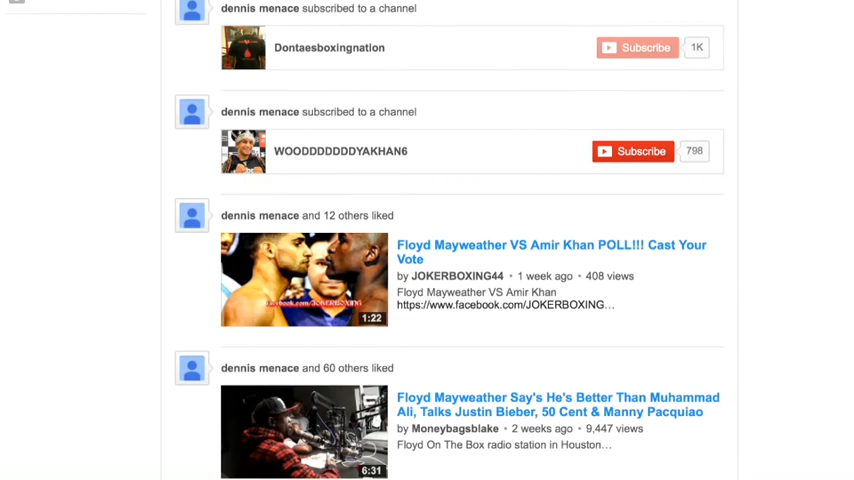 dennis menace subscribed to a channel
Dontaesboxingnation
Subscribe
1K
dennis menace subscribed to a channel
WOODDDDDDDYAKHAN6
Subscribe
798
dennis menace and 12 others liked
Floyd Mayweather VS Amir Khan POLL!!! Cast Your
Vote
by JOKERBOXING44 • 1 week ago • 408 views
Floyd Mayweather VS Amir Khan
https://www.facebook.com/JOKERBOXING…
facebook.com/JOKERBOXING
1:22
dennis menace and 60 others liked
Floyd Mayweather Say's He's Better Than Muhammad
Ali, Talks Justin Bieber, 50 Cent & Manny Pacquiao
by Moneybagsblake • 2 weeks ago • 9,447 views
Floyd On The Box radio station in Houston…
6:31